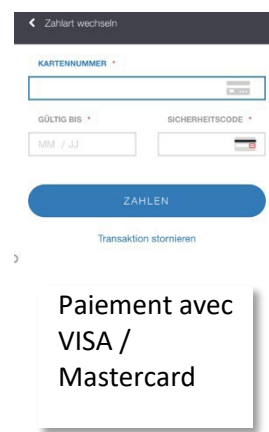 Zahlart wechseln
KARTENNUMMER *
GÜLTIG BIS * SICHERHEITSCODE *
MM / JJ
ZAHLEN
Transaktion stornieren
Paiement avec
VISA /
Mastercard